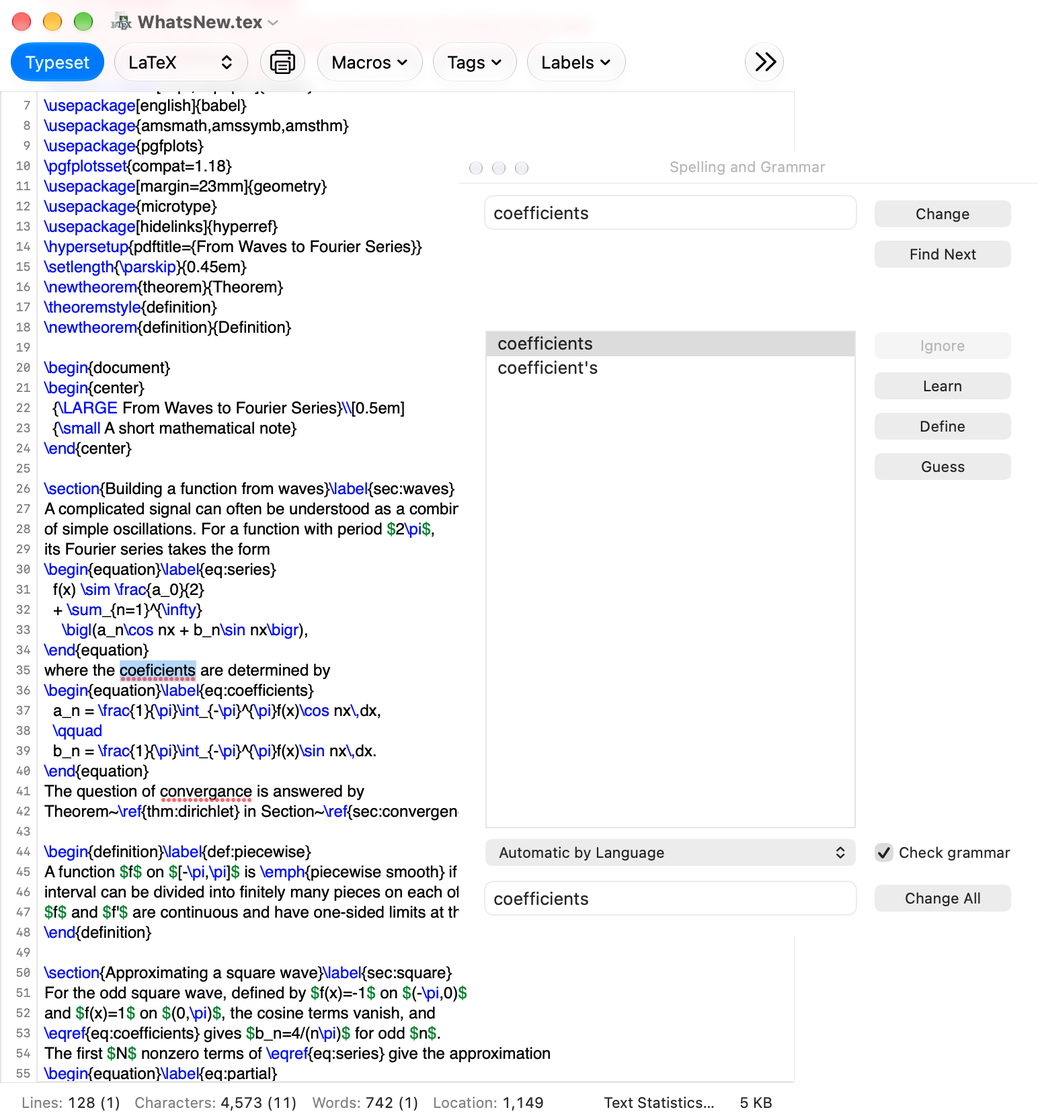 WhatsNew.tex
Typeset
LaTeX
Macros
Tags
Labels
7 \usepackage[english]{babel}
8 \usepackage{amsmath,amssymb,amsthm}
9 \usepackage{pgfplots}
10 \pgfplotsset{compat=1.18}
11 \usepackage[margin=23mm]{geometry}
12 \usepackage{microtype}
13 \usepackage[hidelinks]{hyperref}
14 \hypersetup{pdftitle={From Waves to Fourier Series}}
15 \setlength{\parskip}{0.45em}
16 \newtheorem{theorem}{Theorem}
17 \theoremstyle{definition}
18 \newtheorem{definition}{Definition}
19
20 \begin{document}
21 \begin{center}
22 {\LARGE From Waves to Fourier Series}\\[0.5em]
23 {\small A short mathematical note}
24 \end{center}
25
26 \section{Building a function from waves}\label{sec:waves}
27 A complicated signal can often be understood as a combin
28 of simple oscillations. For a function with period $2\pi$,
29 its Fourier series takes the form
30 \begin{equation}\label{eq:series}
31 f(x) \sim \frac{a_0}{2}
32 + \sum_{n=1}^{\infty}
33 \bigl(a_n\cos nx + b_n\sin nx\bigr),
34 \end{equation}
35 where the coeficients are determined by
36 \begin{equation}\label{eq:coefficients}
37 a_n = \frac{1}{\pi}\int_{-\pi}^{\pi}f(x)\cos nx\,dx,
38 \qquad
39 b_n = \frac{1}{\pi}\int_{-\pi}^{\pi}f(x)\sin nx\,dx.
40 \end{equation}
41 The question of convergance is answered by
42 Theorem~\ref{thm:dirichlet} in Section~\ref{sec:convergen
43
44 \begin{definition}\label{def:piecewise}
45 A function $f$ on $[-\pi,\pi]$ is \emph{piecewise smooth} if
46 interval can be divided into finitely many pieces on each of
47 $f$ and $f'$ are continuous and have one-sided limits at th
48 \end{definition}
49
50 \section{Approximating a square wave}\label{sec:square}
51 For the odd square wave, defined by $f(x)=-1$ on $(-\pi,0)$
52 and $f(x)=1$ on $(0,\pi)$, the cosine terms vanish, and
53 \eqref{eq:coefficients} gives $b_n=4/(n\pi)$ for odd $n$.
54 The first $N$ nonzero terms of \eqref{eq:series} give the approximation
55 \begin{equation}\label{eq:partial}
Spelling and Grammar
coefficients
Change
Find Next
coefficients
coefficient's
Ignore
Learn
Define
Guess
Automatic by Language
Check grammar
coefficients
Change All
Lines: 128 (1) Characters: 4,573 (11) Words: 742 (1) Location: 1,149 Text Statistics... 5 KB